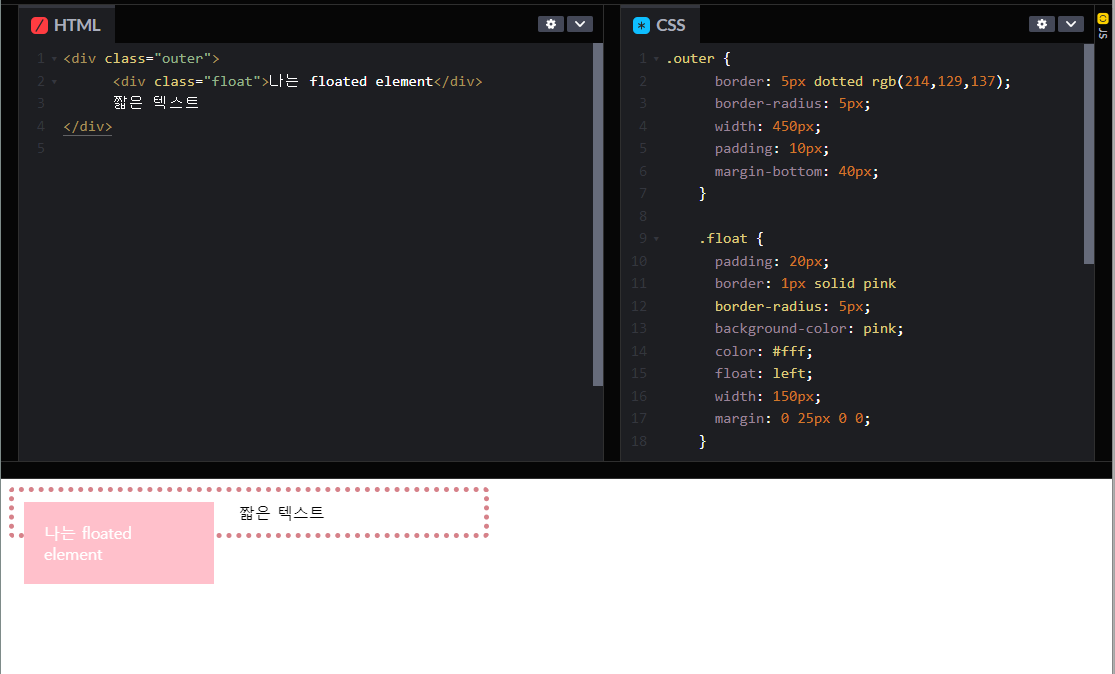 HTML
1 <div class="outer">
2 <div class="float">나는 floated element</div>
3 짧은 텍스트
4 </div>
5
CSS
1 .outer {
2 border: 5px dotted rgb(214,129,137);
3 border-radius: 5px;
4 width: 450px;
5 padding: 10px;
6 margin-bottom: 40px;
7 }
8
9 .float {
10 padding: 20px;
11 border: 1px solid pink
12 border-radius: 5px;
13 background-color: pink;
14 color: #fff;
15 float: left;
16 width: 150px;
17 margin: 0 25px 0 0;
18 }
JS
짧은 텍스트
나는 floated
element